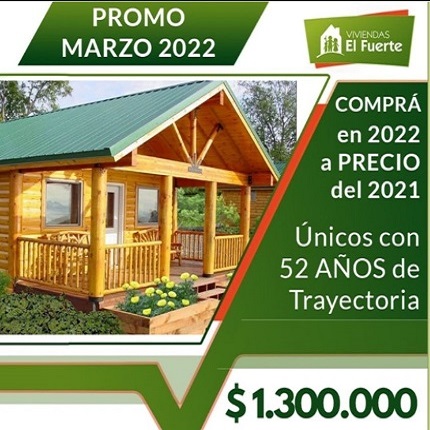 PROMO
MARZO 2022
VIVIENDAS
El Fuerte
COMPRÁ
en 2022
a PRECIO
del 2021
Únicos con
52 AÑOS de
Trayectoria
$1.300.000